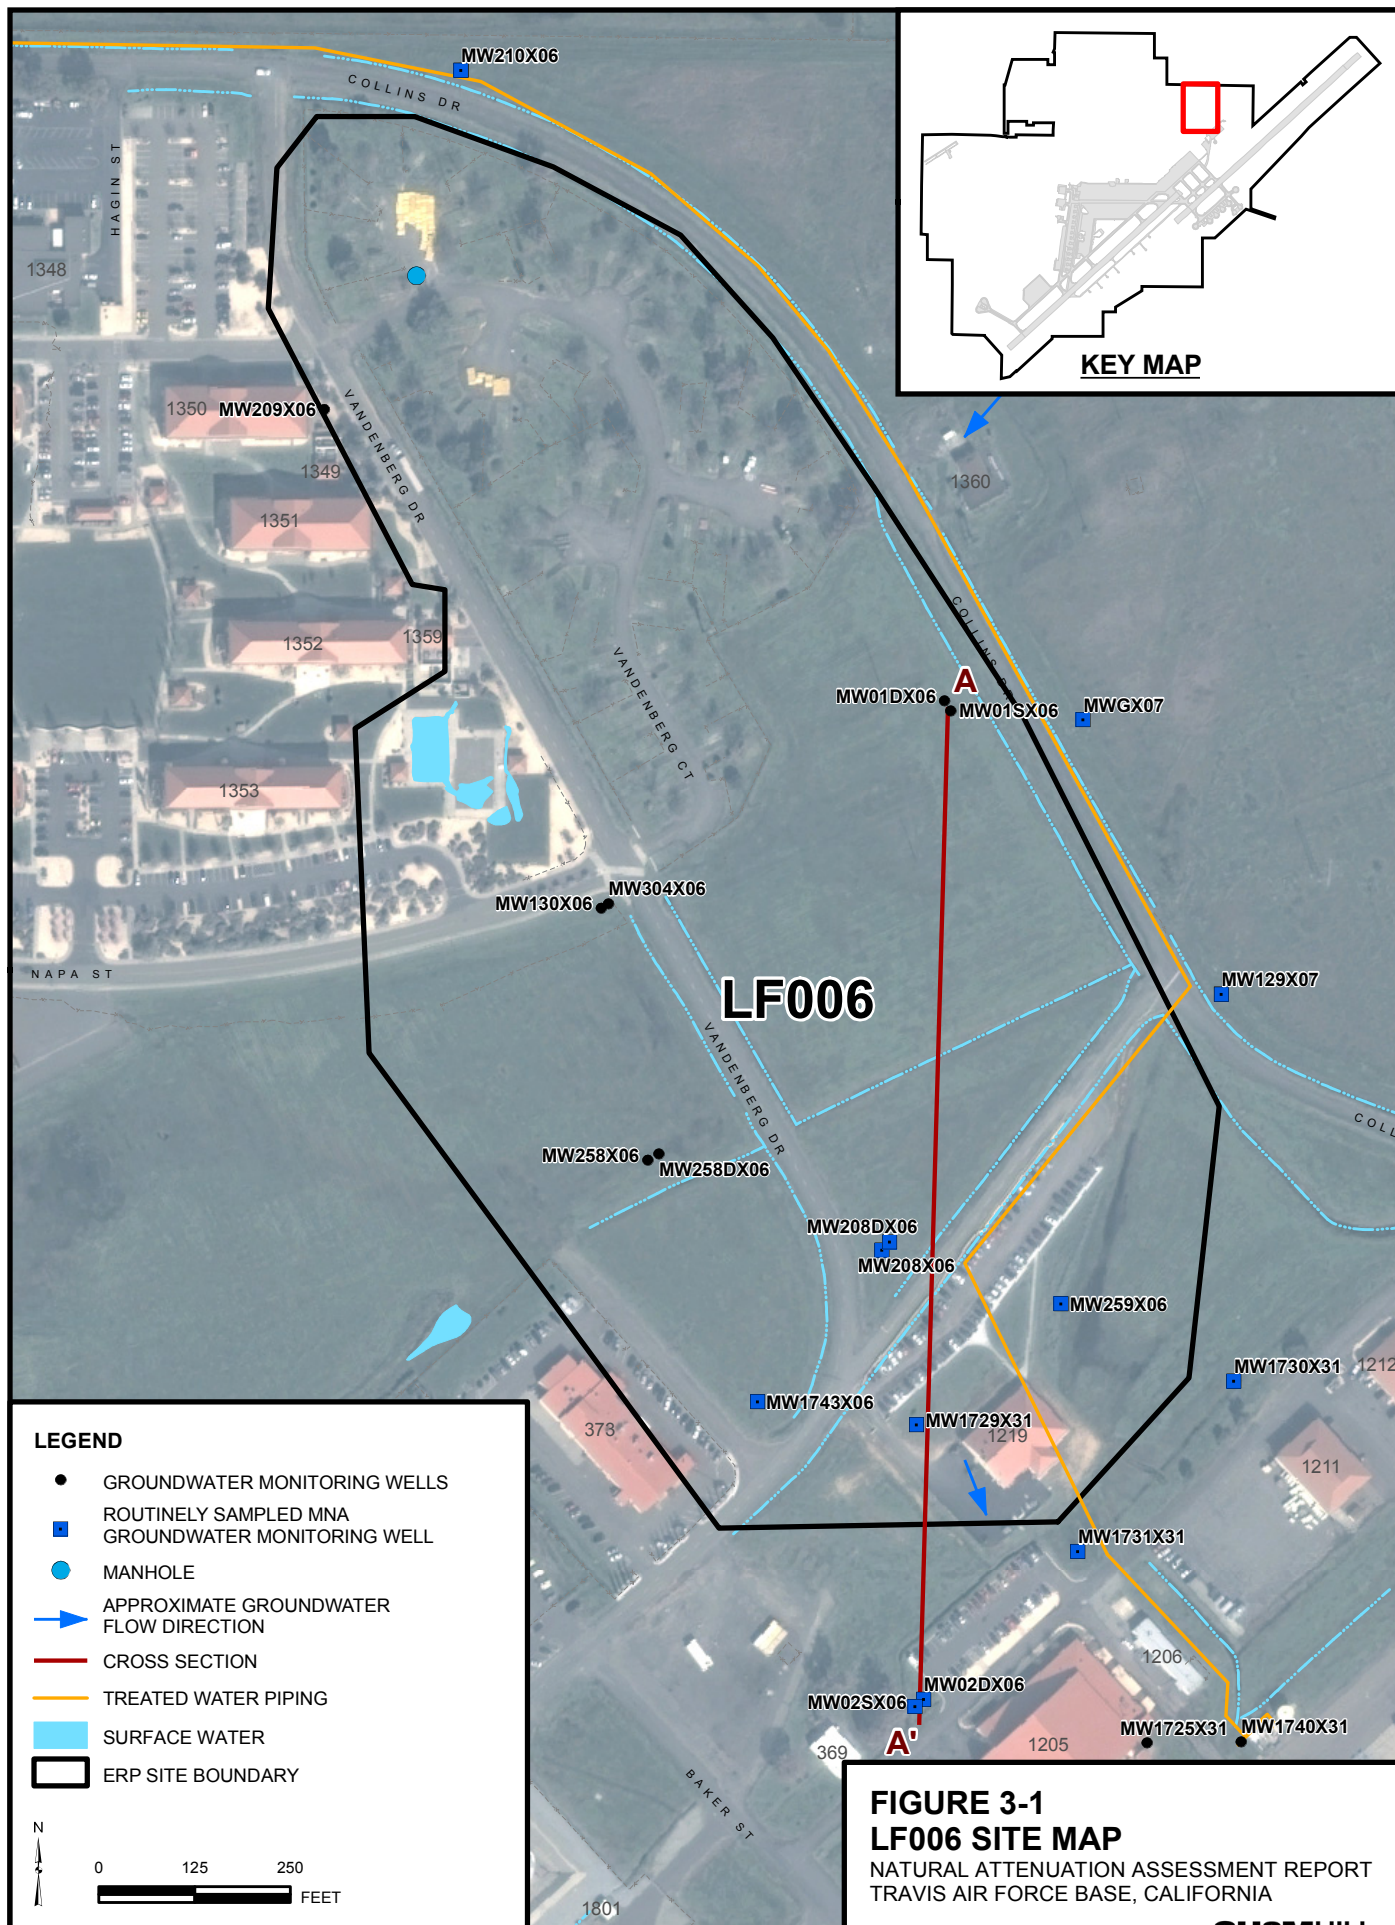 MW210X06
COLLINS DR
HAGIN ST
1348
KEY MAP
1350
MW209X06
VANDENBERG DR
1349
1351
1360
1352
1359
COLLINS DR
VANDENBERG CT
A
MW01DX06
MW01SX06
MWGX07
1353
MW304X06
MW130X06
NAPA ST
LF006
MW129X07
VANDENBERG DR
COLL
MW258X06
MW258DX06
MW208DX06
MW208X06
MW259X06
1212
MW1730X31
MW1743X06
373
MW1729X31
1219
1211
MW1731X31
1206
MW02DX06
MW02SX06
A'
369
1205
MW1725X31
MW1740X31
BAKER ST
1801
LEGEND
GROUNDWATER MONITORING WELLS
ROUTINELY SAMPLED MNA
GROUNDWATER MONITORING WELL
MANHOLE
APPROXIMATE GROUNDWATER
FLOW DIRECTION
CROSS SECTION
TREATED WATER PIPING
SURFACE WATER
ERP SITE BOUNDARY
N
0 125 250
FEET
FIGURE 3-1
LF006 SITE MAP
NATURAL ATTENUATION ASSESSMENT REPORT
TRAVIS AIR FORCE BASE, CALIFORNIA